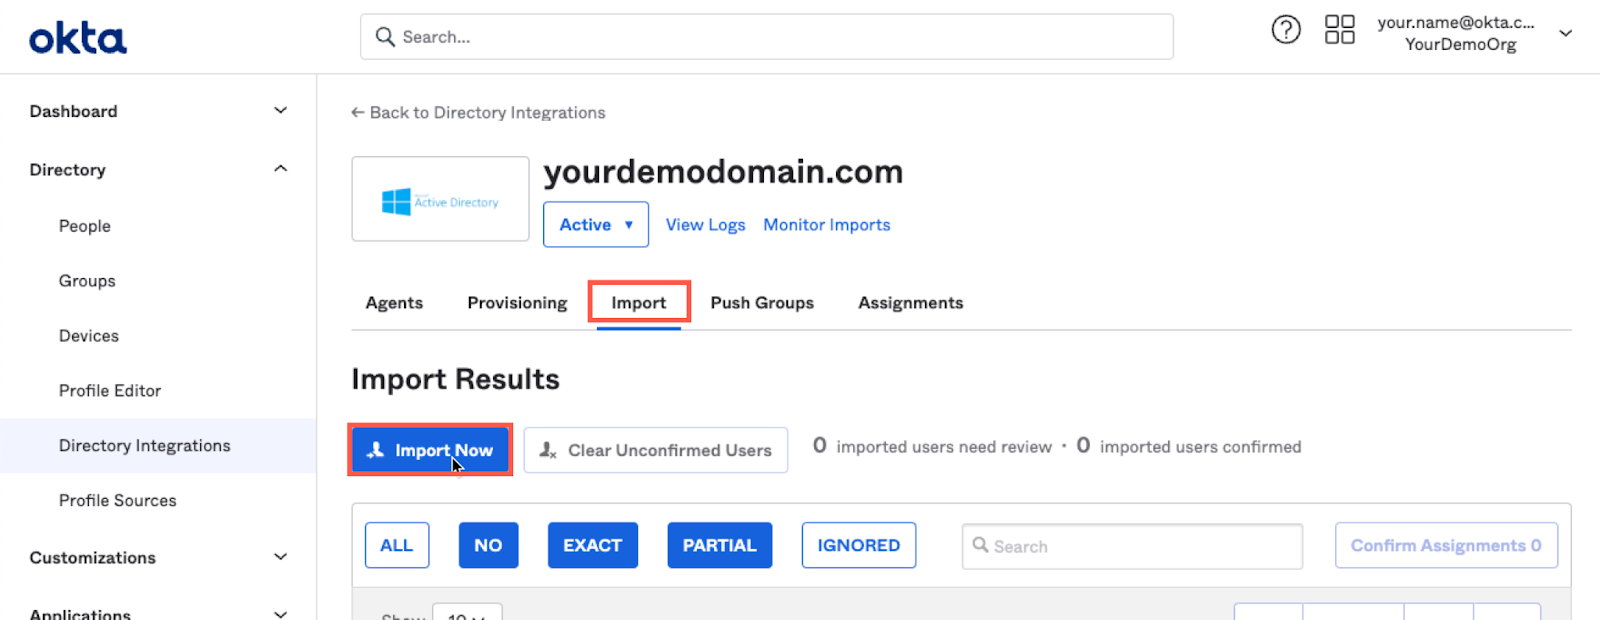 okta
Search...
your.name@okta.c...
YourDemoOrg
Dashboard
Directory
People
Groups
Devices
Profile Editor
Directory Integrations
Profile Sources
Customizations
Applications
← Back to Directory Integrations
Active Directory
yourdemodomain.com
Active ▼ View Logs Monitor Imports
Agents Provisioning Import Push Groups Assignments
Import Results
Import Now Clear Unconfirmed Users 0 imported users need review · 0 imported users confirmed
ALL NO EXACT PARTIAL IGNORED Search Confirm Assignments 0
Show 10